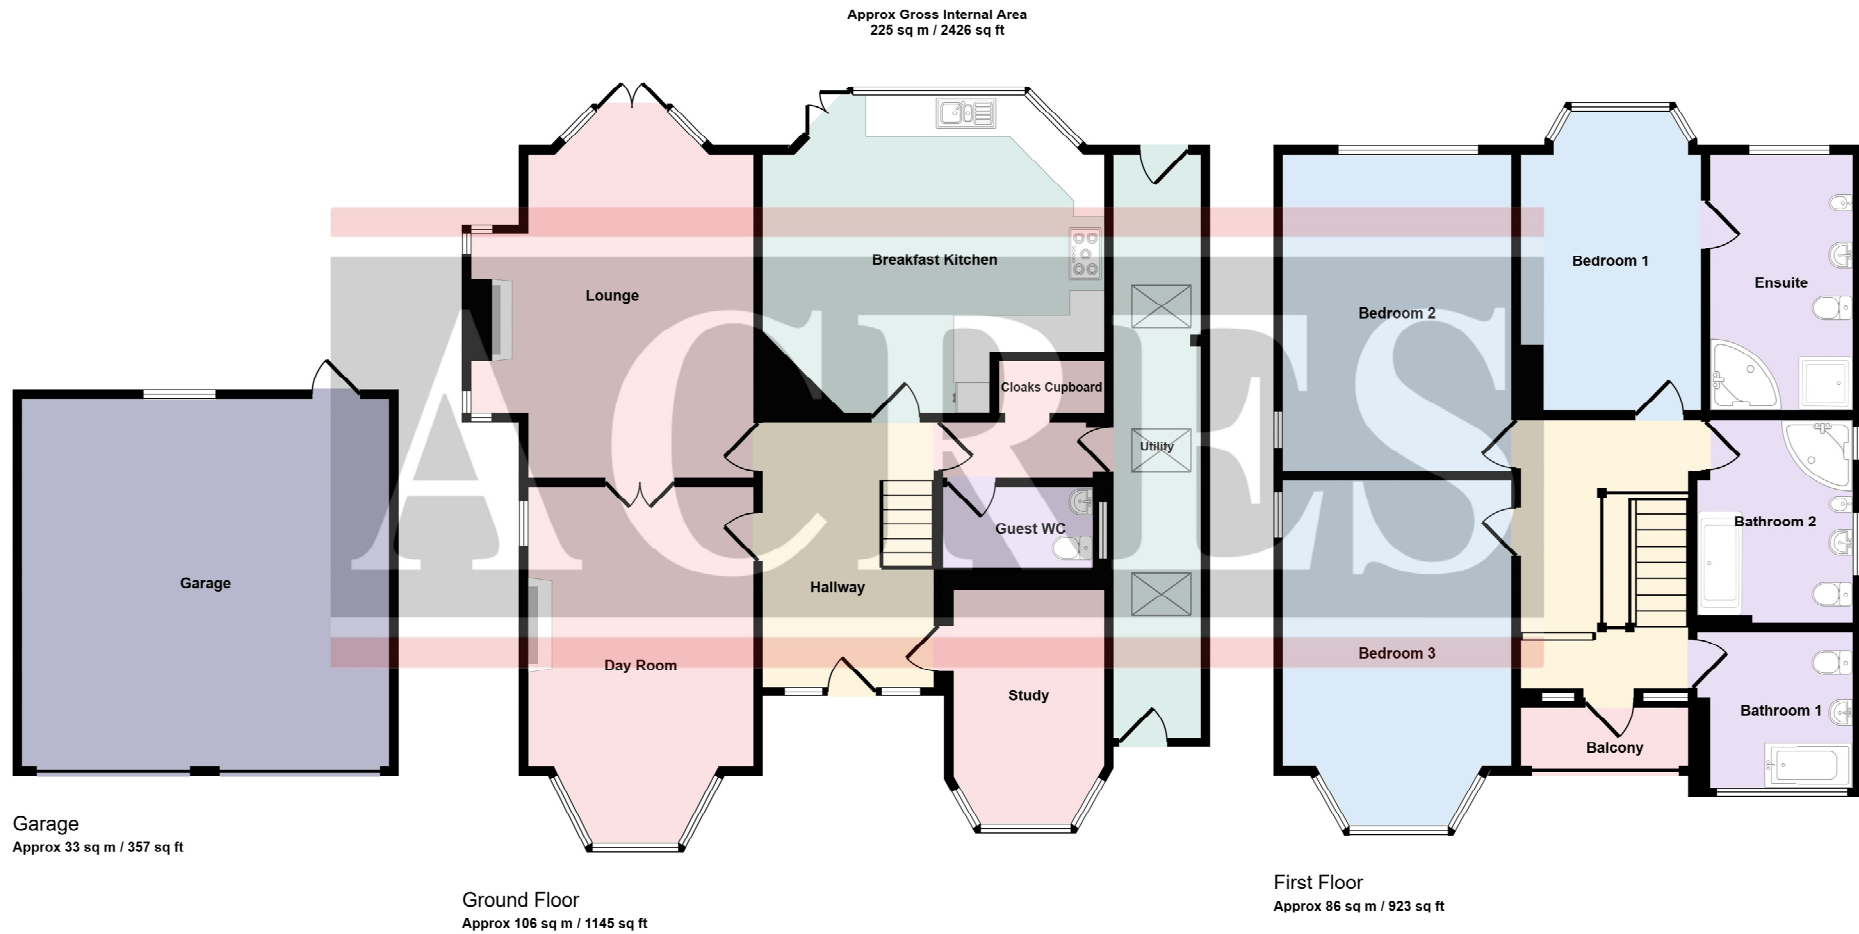 Approx Gross Internal Area
225 sq m / 2426 sq ft
Breakfast Kitchen
Lounge
Bedroom 1
Ensuite
Bedroom 2
ACRES
Cloaks Cupboard
Utility
Guest WC
Bathroom 2
Garage
Hallway
Day Room
Bedroom 3
Study
Bathroom 1
Balcony
Garage
Approx 33 sq m / 357 sq ft
Ground Floor
Approx 106 sq m / 1145 sq ft
First Floor
Approx 86 sq m / 923 sq ft